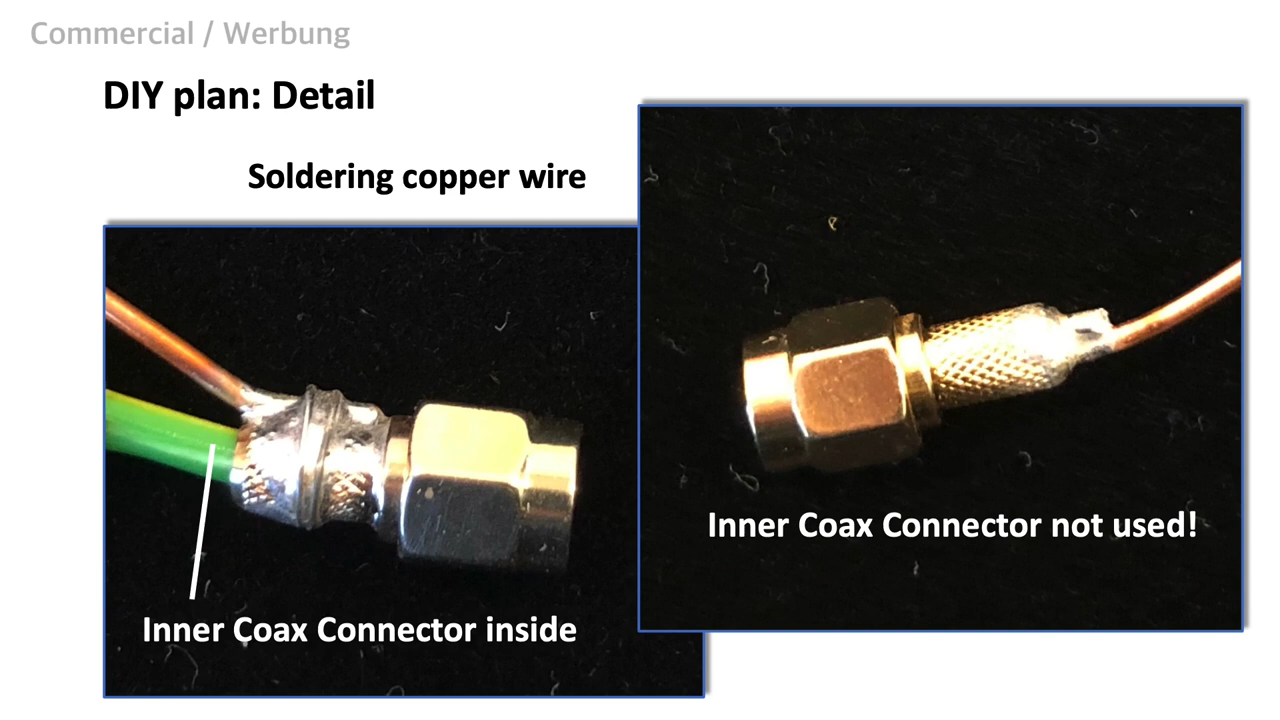 Commercial / Werbung
DIY plan: Detail
Soldering copper wire
Inner Coax Connector inside
Inner Coax Connector not used!